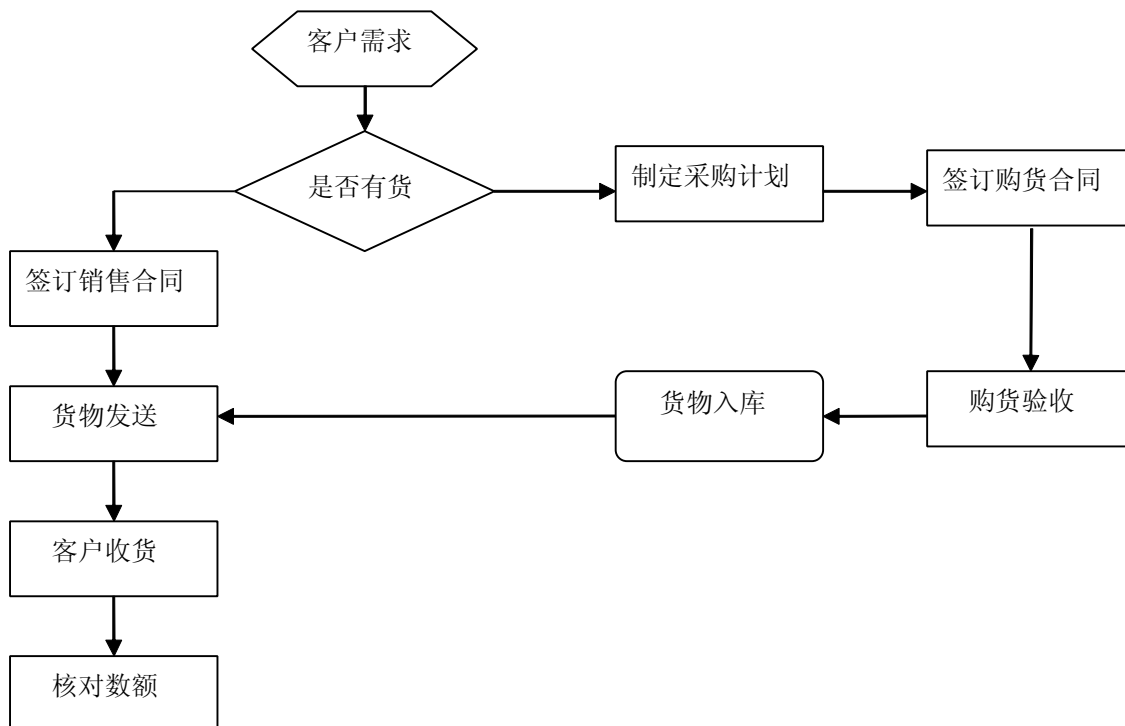 客户需求
是否有货
制定采购计划
签订购货合同
签订销售合同
货物发送
货物入库
购货验收
客户收货
核对数额